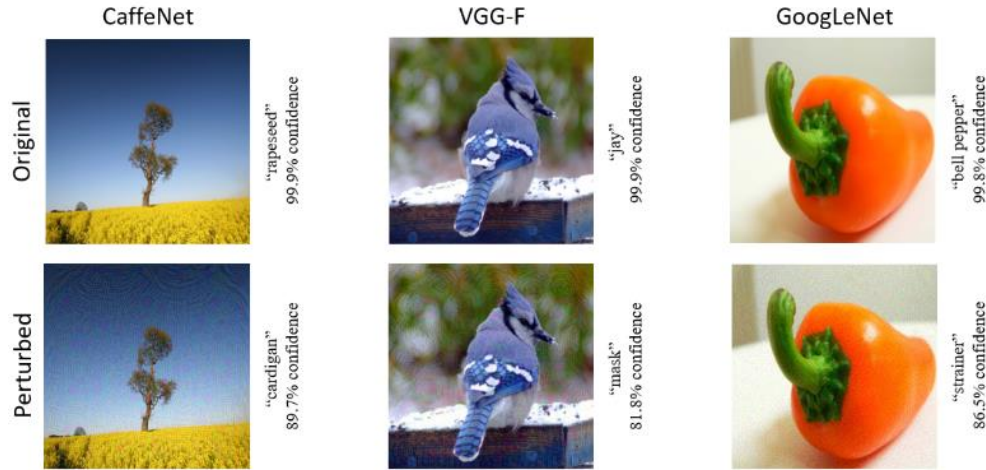 CaffeNet
VGG-F
GoogLeNet
Original
“rapeseed”
99.9% confidence
“jay”
99.9% confidence
“bell pepper”
99.8% confidence
Perturbed
“cardigan”
89.7% confidence
“mask”
81.8% confidence
“strainer”
86.5% confidence